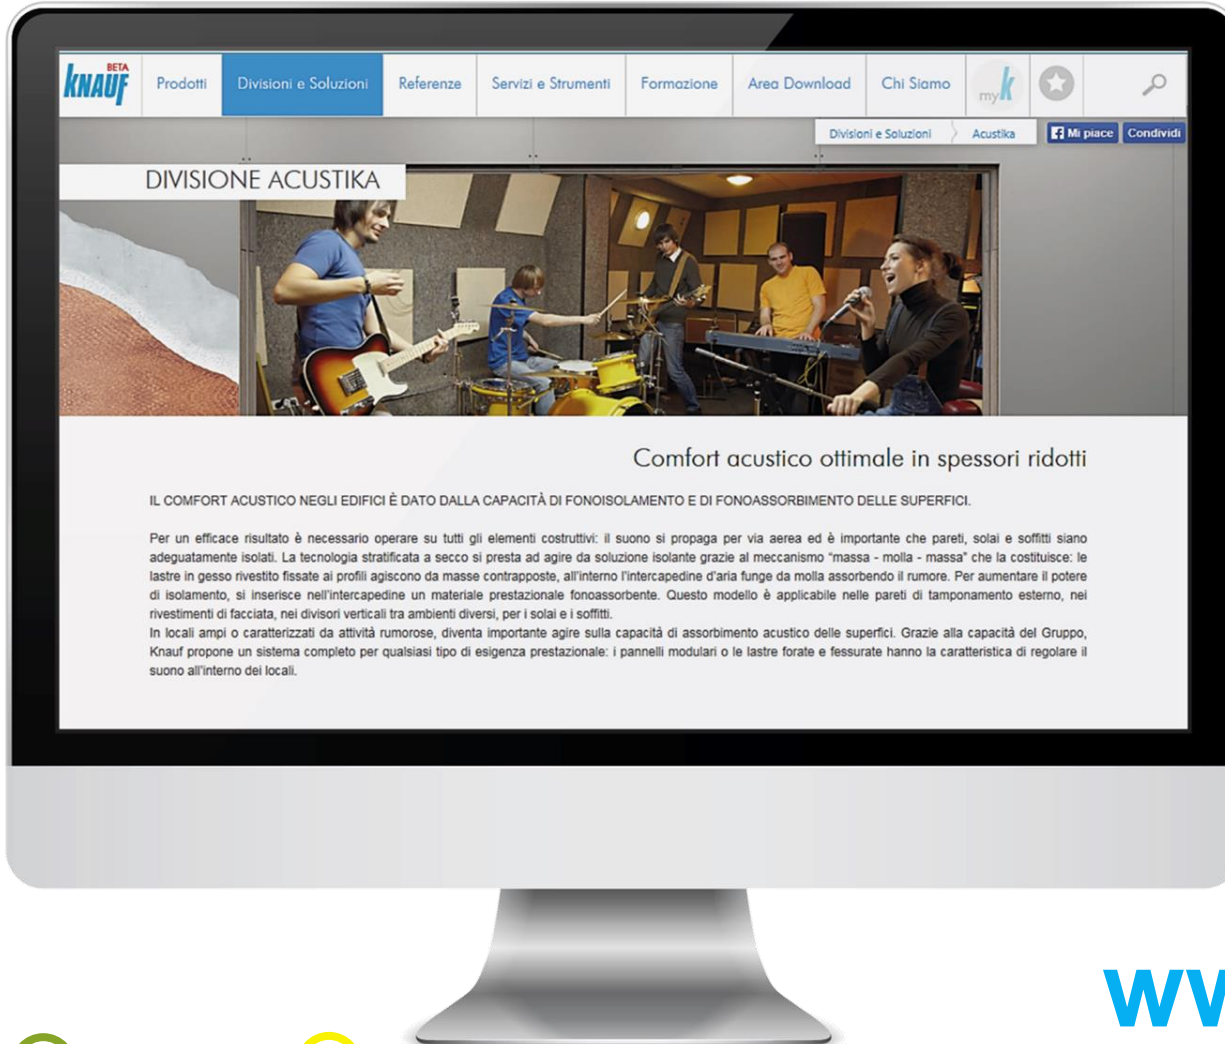 BETA
KNAUF
Prodotti
Divisioni e Soluzioni
Referenze
Servizi e Strumenti
Formazione
Area Download
Chi Siamo
myk
Divisioni e Soluzioni
Acustika
Mi piace
Condividi
DIVISIONE ACUSTIKA
Comfort acustico ottimale in spessori ridotti
IL COMFORT ACUSTICO NEGLI EDIFICI È DATO DALLA CAPACITÀ DI FONOISOLAMENTO E DI FONOASSORBIMENTO DELLE SUPERFICI.
Per un efficace risultato è necessario operare su tutti gli elementi costruttivi: il suono si propaga per via aerea ed è importante che pareti, solai e soffitti siano
adeguatamente isolati. La tecnologia stratificata a secco si presta ad agire da soluzione isolante grazie al meccanismo “massa - molla - massa” che la costituisce: le
lastre in gesso rivestito fissate ai profili agiscono da masse contrapposte, all’interno l’intercapedine d’aria funge da molla assorbendo il rumore. Per aumentare il potere
di isolamento, si inserisce nell’intercapedine un materiale prestazionale fonoassorbente. Questo modello è applicabile nelle pareti di tamponamento esterno, nei
rivestimenti di facciata, nei divisori verticali tra ambienti diversi, per i solai e i soffitti.
In locali ampi o caratterizzati da attività rumorose, diventa importante agire sulla capacità di assorbimento acustico delle superfici. Grazie alla capacità del Gruppo,
Knauf propone un sistema completo per qualsiasi tipo di esigenza prestazionale: i pannelli modulari o le lastre forate e fessurate hanno la caratteristica di regolare il
suono all’interno dei locali.